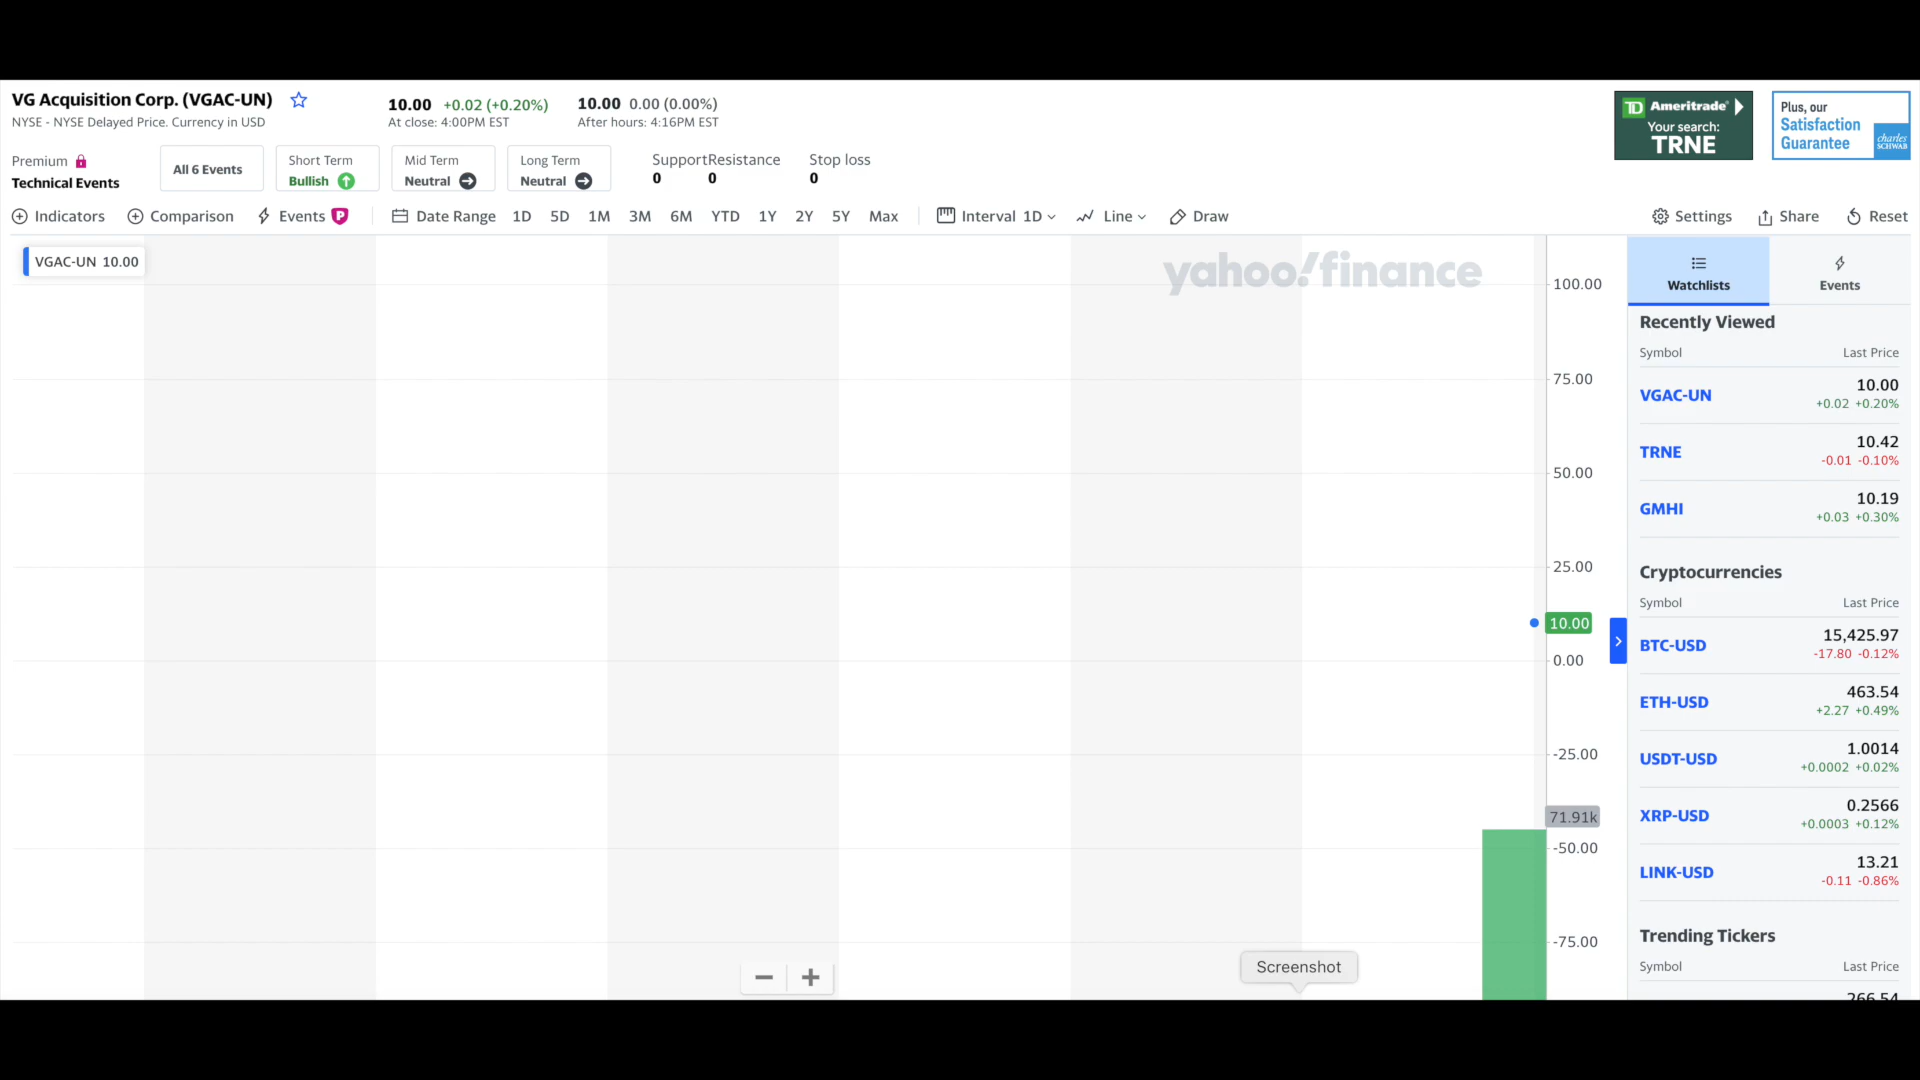 VG Acquisition Corp. (VGAC-UN)
NYSE - NYSE Delayed Price. Currency in USD
10.00 +0.02 (+0.20%)
At close: 4:00PM EST
10.00 0.00 (0.00%)
After hours: 4:16PM EST
TD Ameritrade
Your search:
TRNE
Plus, our
Satisfaction
Guarantee
charles
SCHWAB
Premium
Technical Events
All 6 Events
Short Term
Bullish
Mid Term
Neutral
Long Term
Neutral
Support
0
Resistance
0
Stop loss
0
Indicators Comparison Events P Date Range 1D 5D 1M 3M 6M YTD 1Y 2Y 5Y Max Interval 1D Line Draw Settings Share Reset
VGAC-UN 10.00
yahoo!finance
100.00
75.00
50.00
25.00
10.00
0.00
-25.00
71.91k
-50.00
-75.00
Screenshot
Watchlists
Events
Recently Viewed
Symbol Last Price
VGAC-UN 10.00
+0.02 +0.20%
TRNE 10.42
-0.01 -0.10%
GMHI 10.19
+0.03 +0.30%
Cryptocurrencies
Symbol Last Price
BTC-USD 15,425.97
-17.80 -0.12%
ETH-USD 463.54
+2.27 +0.49%
USDT-USD 1.0014
+0.0002 +0.02%
XRP-USD 0.2566
+0.0003 +0.12%
LINK-USD 13.21
-0.11 -0.86%
Trending Tickers
Symbol Last Price
266.54